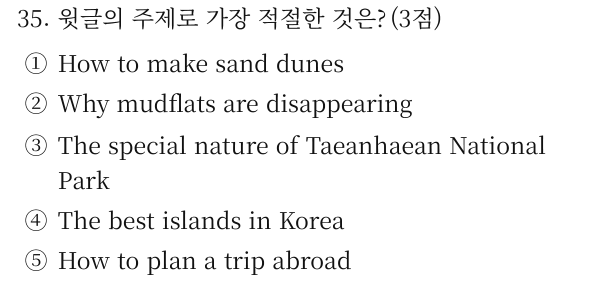 35. 윗글의 주제로 가장 적절한 것은? (3점)
① How to make sand dunes
② Why mudflats are disappearing
③ The special nature of Taeanhaean National
Park
④ The best islands in Korea
⑤ How to plan a trip abroad